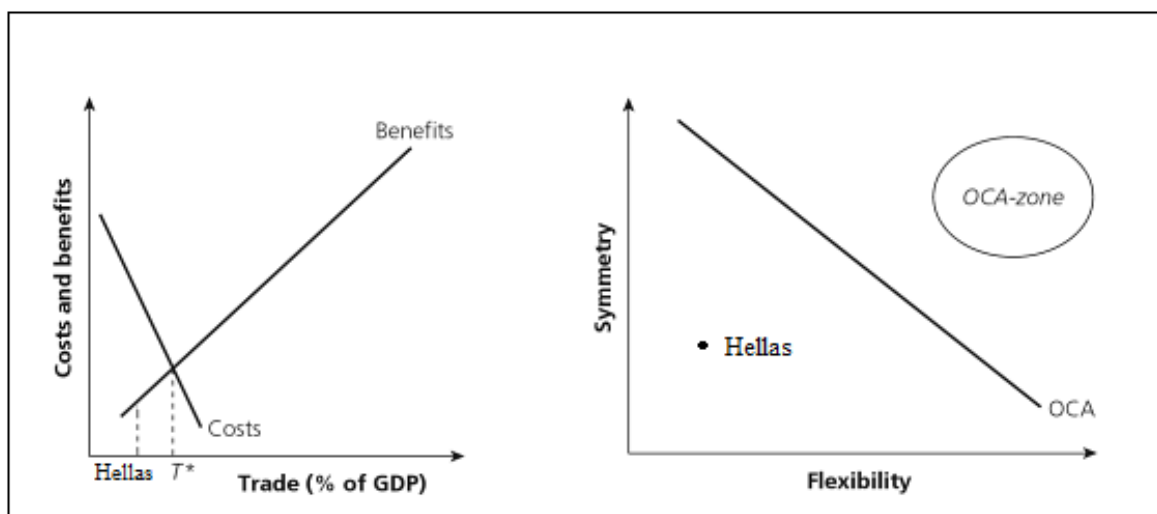 Costs and benefits
Benefits
Costs
Hellas
T*
Trade (% of GDP)
Symmetry
OCA-zone
Hellas
OCA
Flexibility